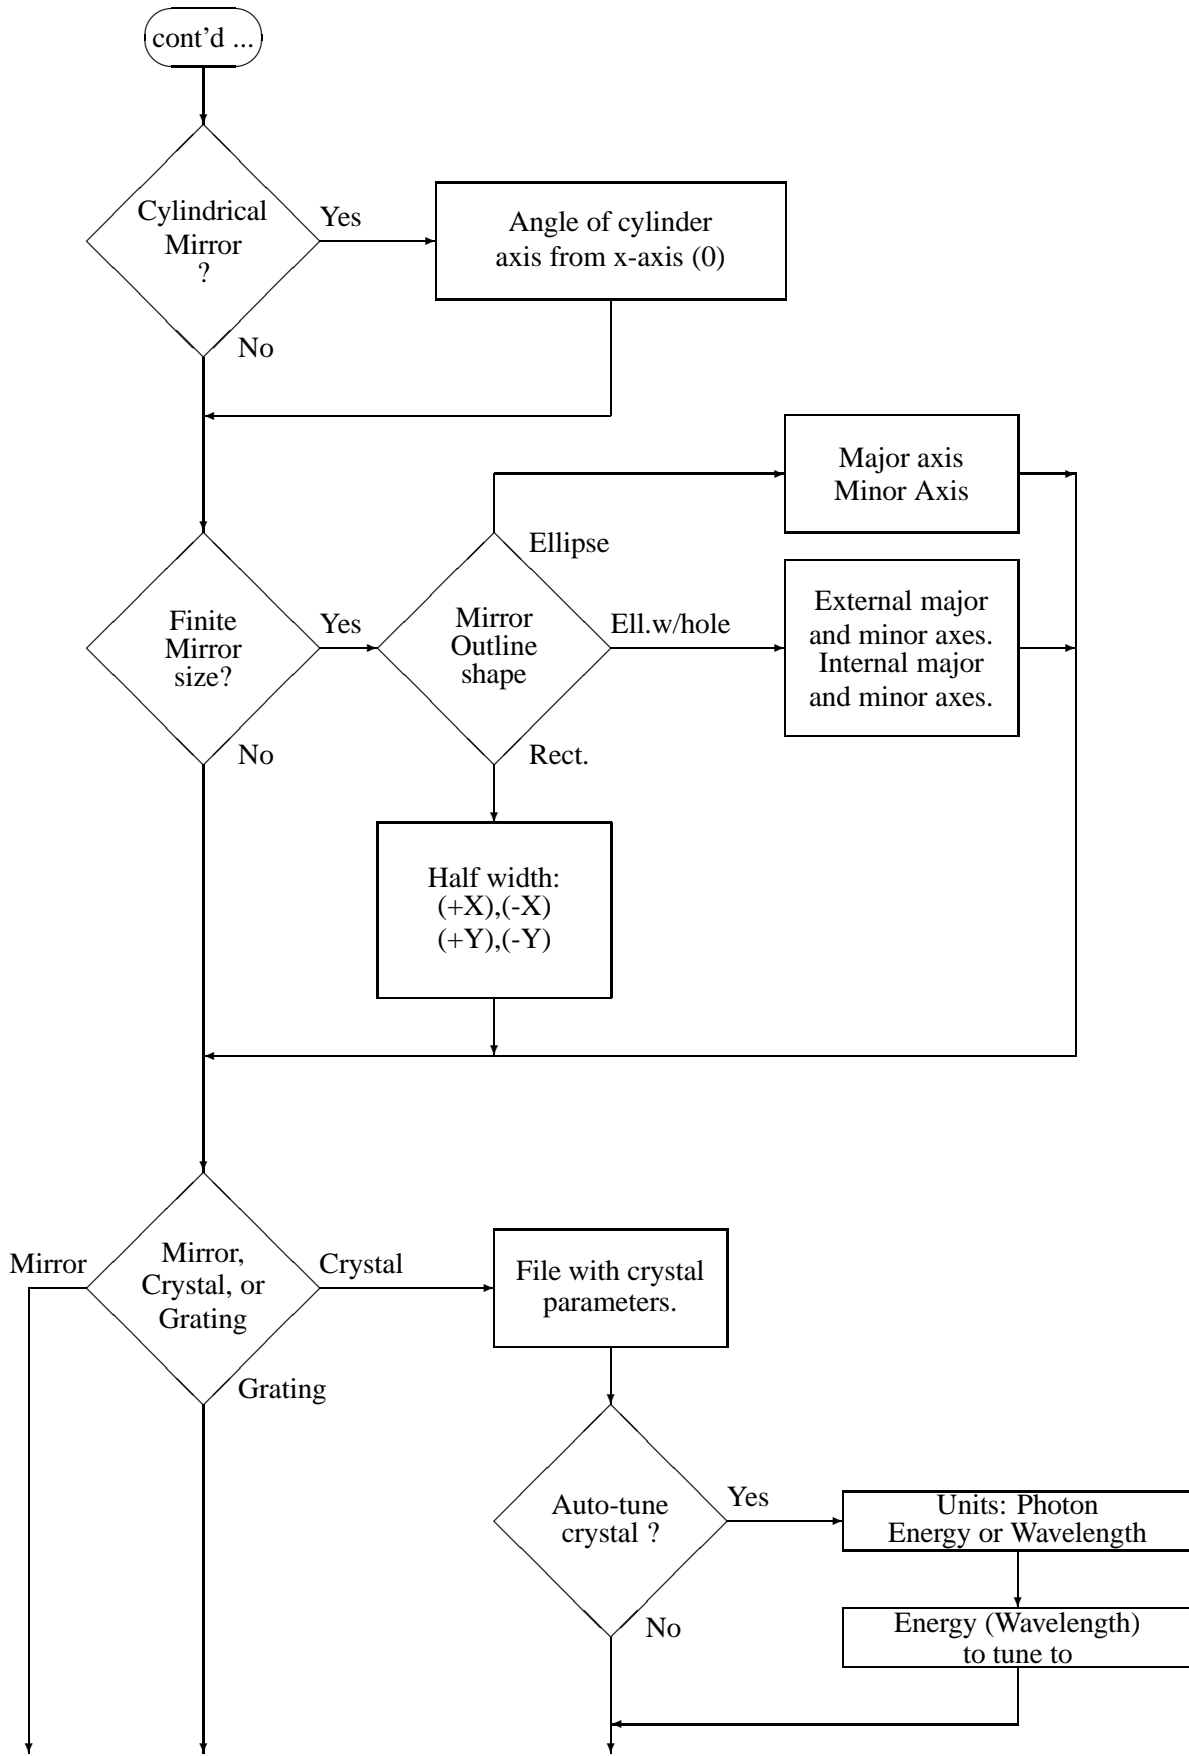 cont'd ...
Cylindrical
Mirror
?
Yes
Angle of cylinder
axis from x-axis (0)
No
Major axis
Minor Axis
Ellipse
Finite
Mirror
size?
Yes
Mirror
Outline
shape
Ell.w/hole
External major
and minor axes.
Internal major
and minor axes.
No
Rect.
Half width:
(+X),(-X)
(+Y),(-Y)
Mirror
Mirror,
Crystal, or
Grating
Crystal
File with crystal
parameters.
Grating
Auto-tune
crystal ?
Yes
Units: Photon
Energy or Wavelength
No
Energy (Wavelength)
to tune to